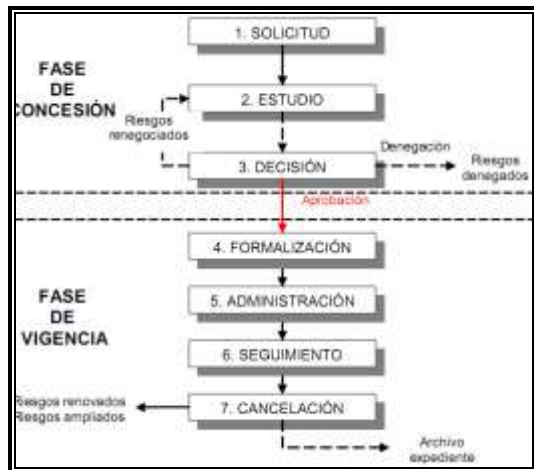 1. SOLICITUD
FASE
DE
CONCESIÓN
2. ESTUDIO
Riesgos
renegociados
Denegación
3. DECISIÓN
Riesgos
denegados
Aprobación
4. FORMALIZACIÓN
FASE
DE
VIGENCIA
5. ADMINISTRACIÓN
6. SEGUIMIENTO
Riesgos renovados
Riesgos ampliados
7. CANCELACIÓN
Archivo
expediente